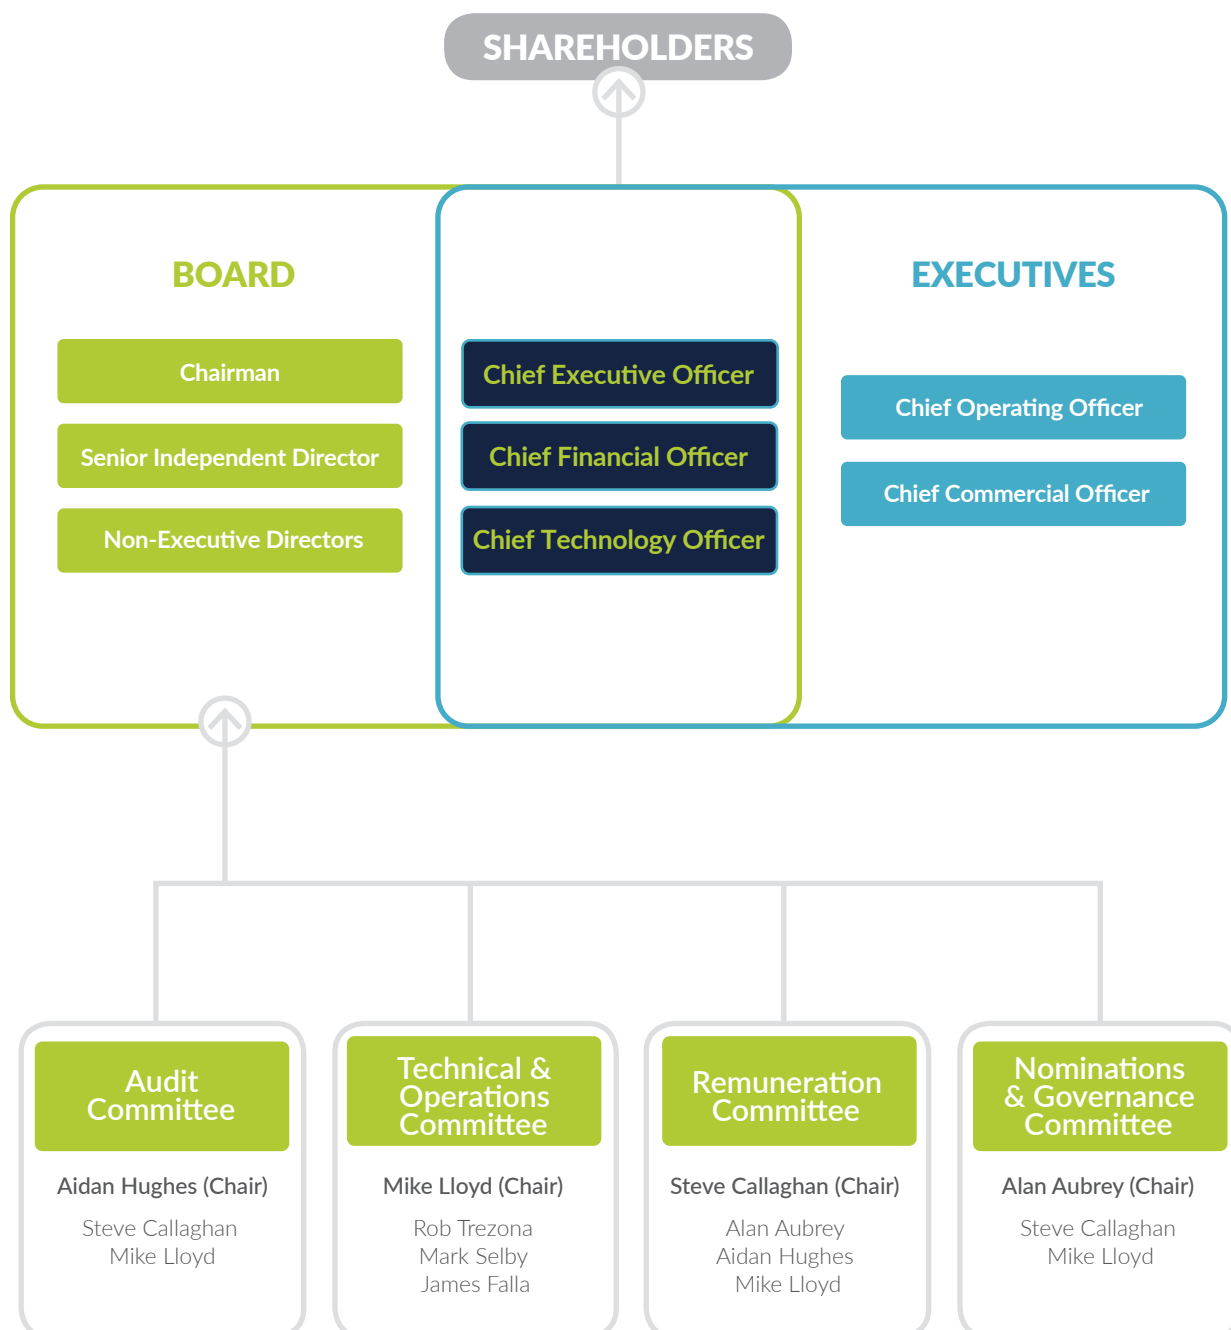 SHAREHOLDERS
BOARD
Chairman
Senior Independent Director
Non-Executive Directors
Chief Executive Officer
Chief Financial Officer
Chief Technology Officer
EXECUTIVES
Chief Operating Officer
Chief Commercial Officer
Audit
Committee
Aidan Hughes (Chair)
Steve Callaghan
Mike Lloyd
Technical &
Operations
Committee
Mike Lloyd (Chair)
Rob Trezona
Mark Selby
James Falla
Remuneration
Committee
Steve Callaghan (Chair)
Alan Aubrey
Aidan Hughes
Mike Lloyd
Nominations
& Governance
Committee
Alan Aubrey (Chair)
Steve Callaghan
Mike Lloyd